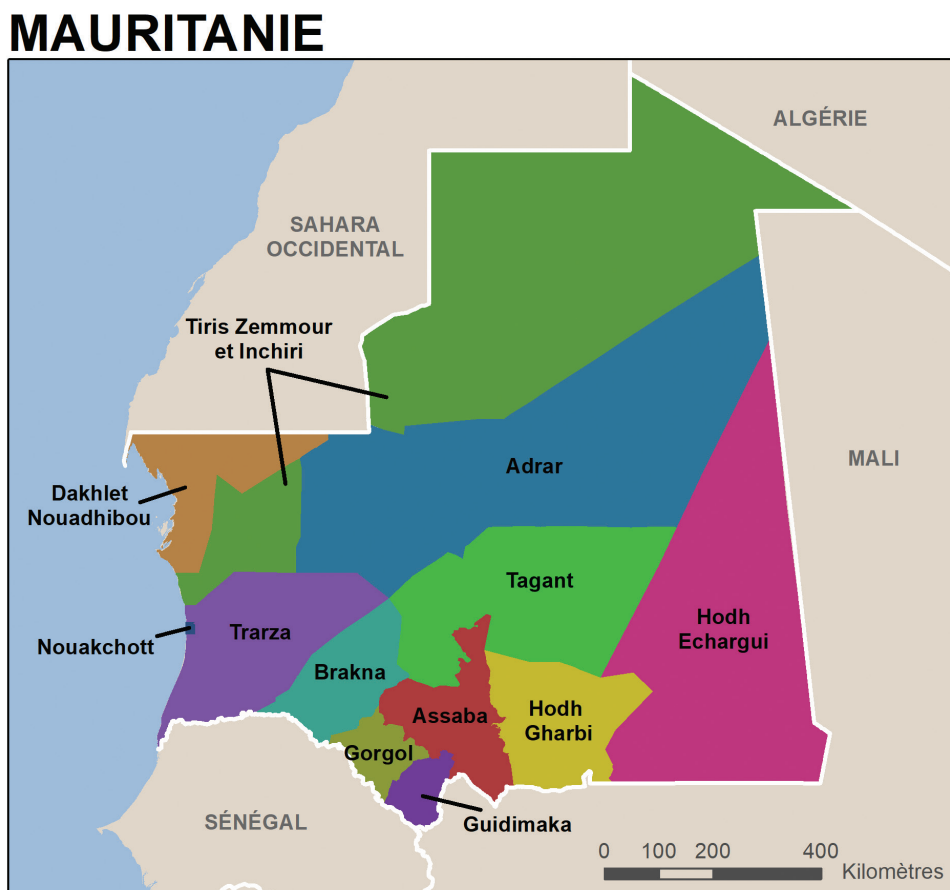 MAURITANIE
ALGÉRIE
SAHARA
OCCIDENTAL
Tiris Zemmour
et Inchiri
MALI
Adrar
Dakhlet
Nouadhibou
Tagant
Hodh
Echargui
Trarza
Nouakchott
Brakna
Assaba
Hodh
Gharbi
Gorgol
SÉNÉGAL
Guidimaka
0 100 200 400
Kilomètres